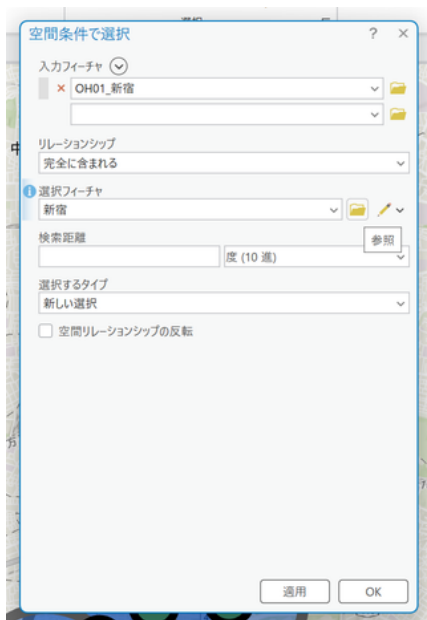 選択
空間条件で選択 ? ×
入力フィーチャ
× OH01_新宿
リレーションシップ
完全に含まれる
選択フィーチャ
新宿
参照
検索距離
度 (10 進)
選択するタイプ
新しい選択
空間リレーションシップの反転
適用 OK
中